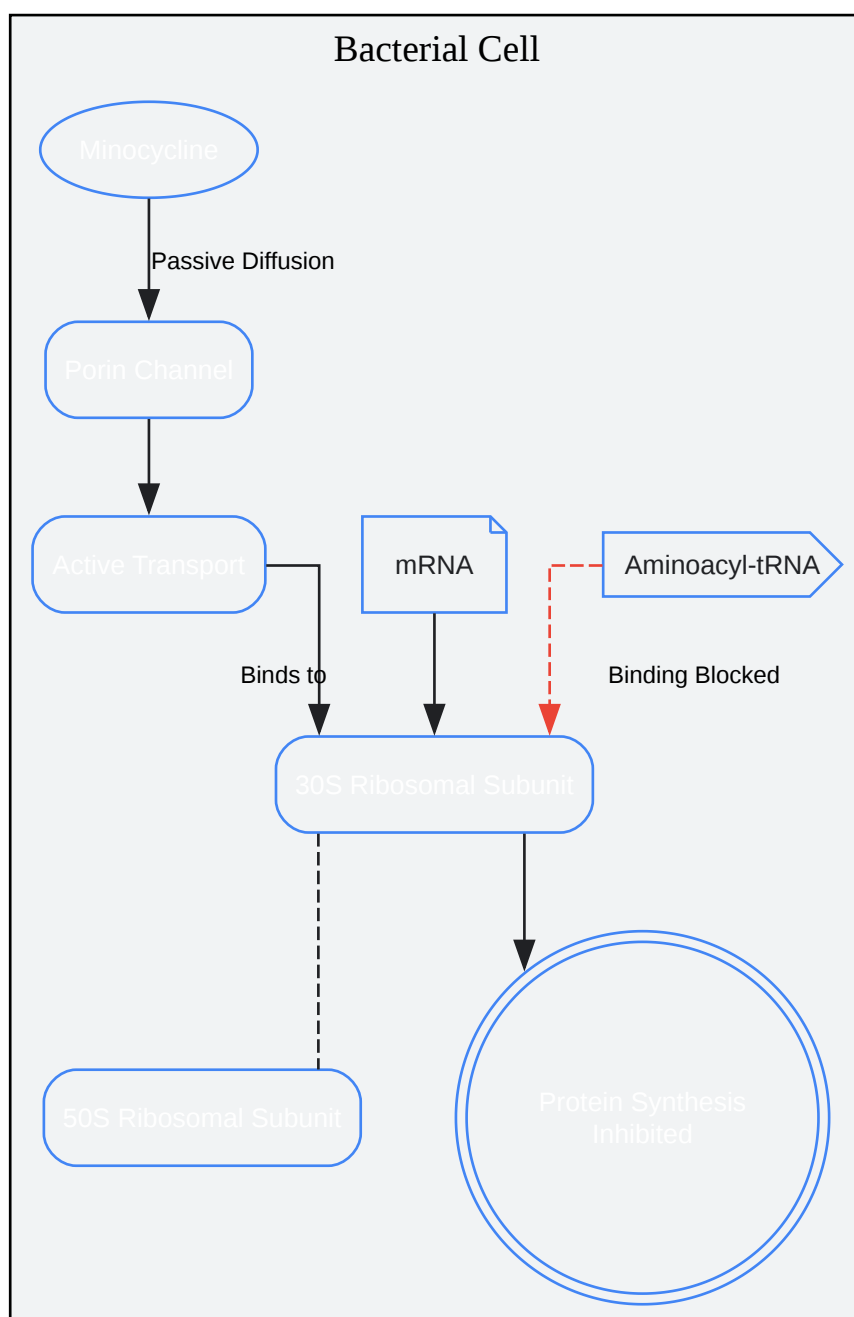 Bacterial Cell
Minocycline
Passive Diffusion
Porin Channel
Active Transport
mRNA
Aminoacyl-tRNA
Binds to
Binding Blocked
30S Ribosomal Subunit
50S Ribosomal Subunit
Protein Synthesis
Inhibited